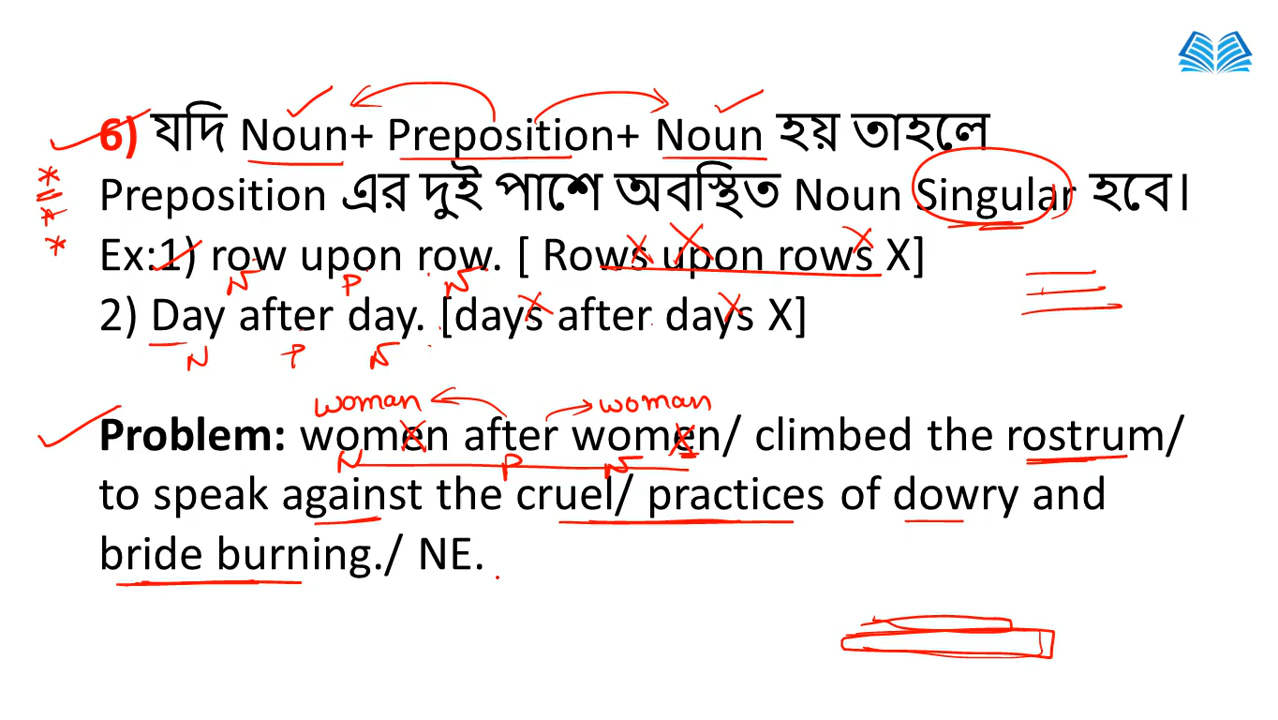 6) যদি Noun+ Preposition+ Noun হয় তাহলে
Preposition এর দুই পাশে অবস্থিত Noun Singular হবে।
Ex:1) row upon row. [ Rows upon rows X]
N P N
2) Day after day. [days after days X]
N P N
woman woman
Problem: women after women/ climbed the rostrum/
N P N
to speak against the cruel/ practices of dowry and
bride burning./ NE.